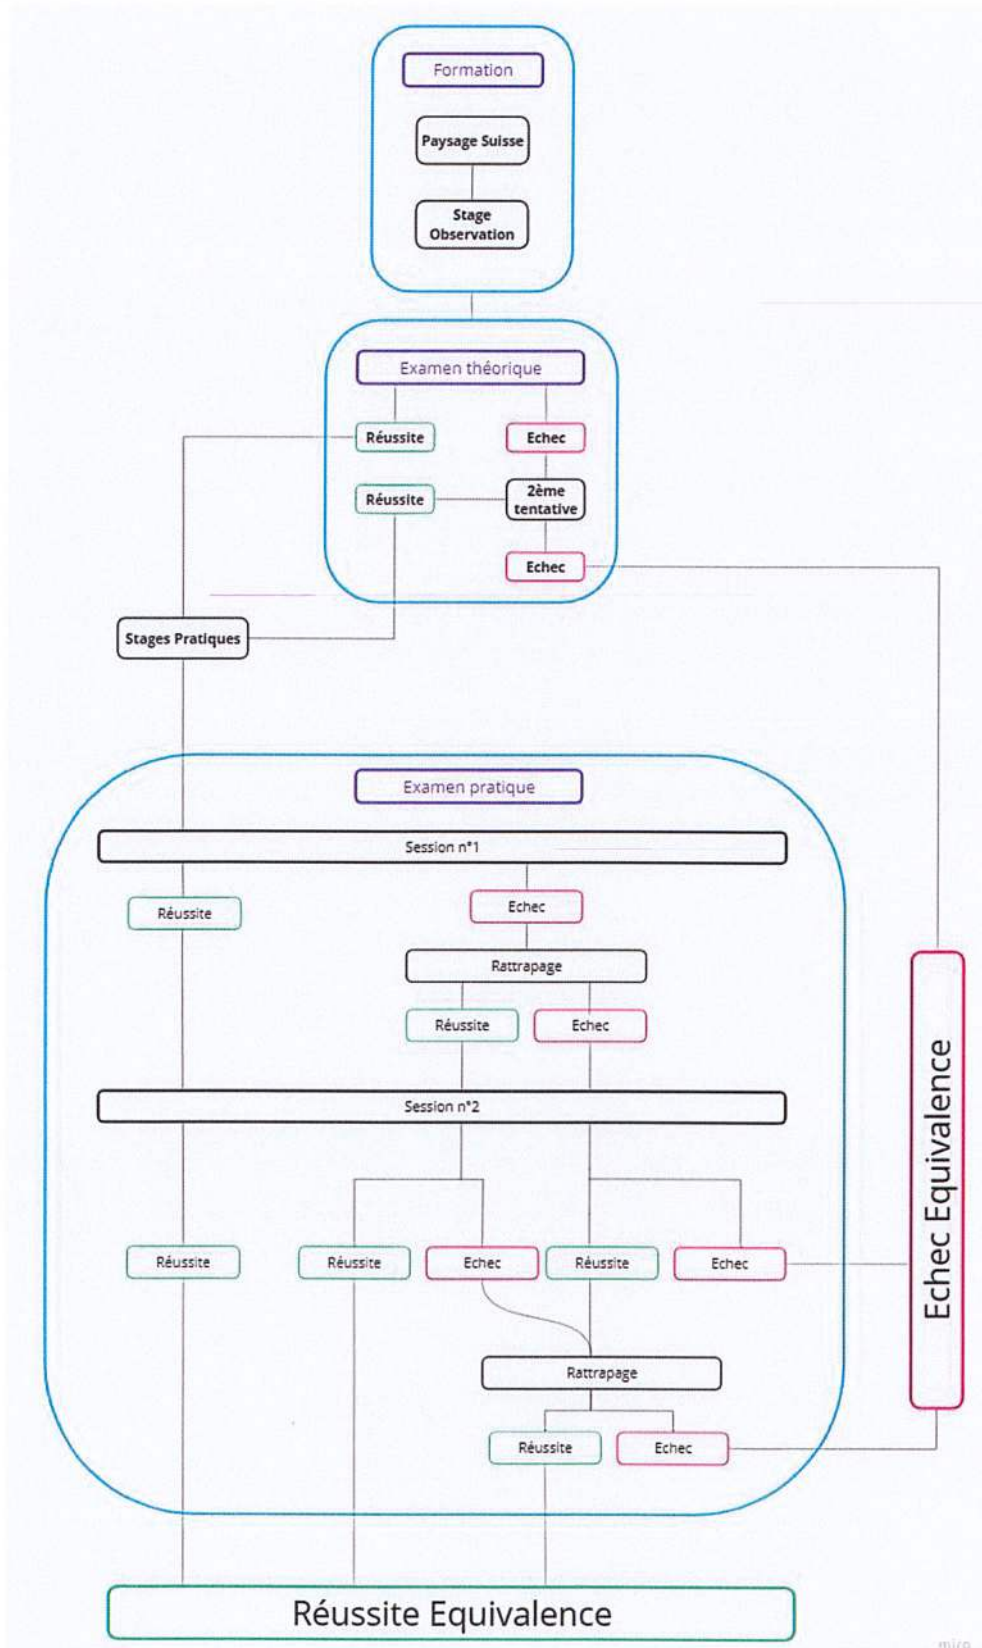 Formation
Paysage Suisse
Stage
Observation
Examen théorique
Réussite
Echec
Réussite
2ème
tentative
Echec
Stages Pratiques
Examen pratique
Session n°1
Réussite
Echec
Rattrapage
Réussite
Echec
Session n°2
Réussite
Réussite
Echec
Réussite
Echec
Echec Equivalence
Rattrapage
Réussite
Echec
Réussite Equivalence
miro